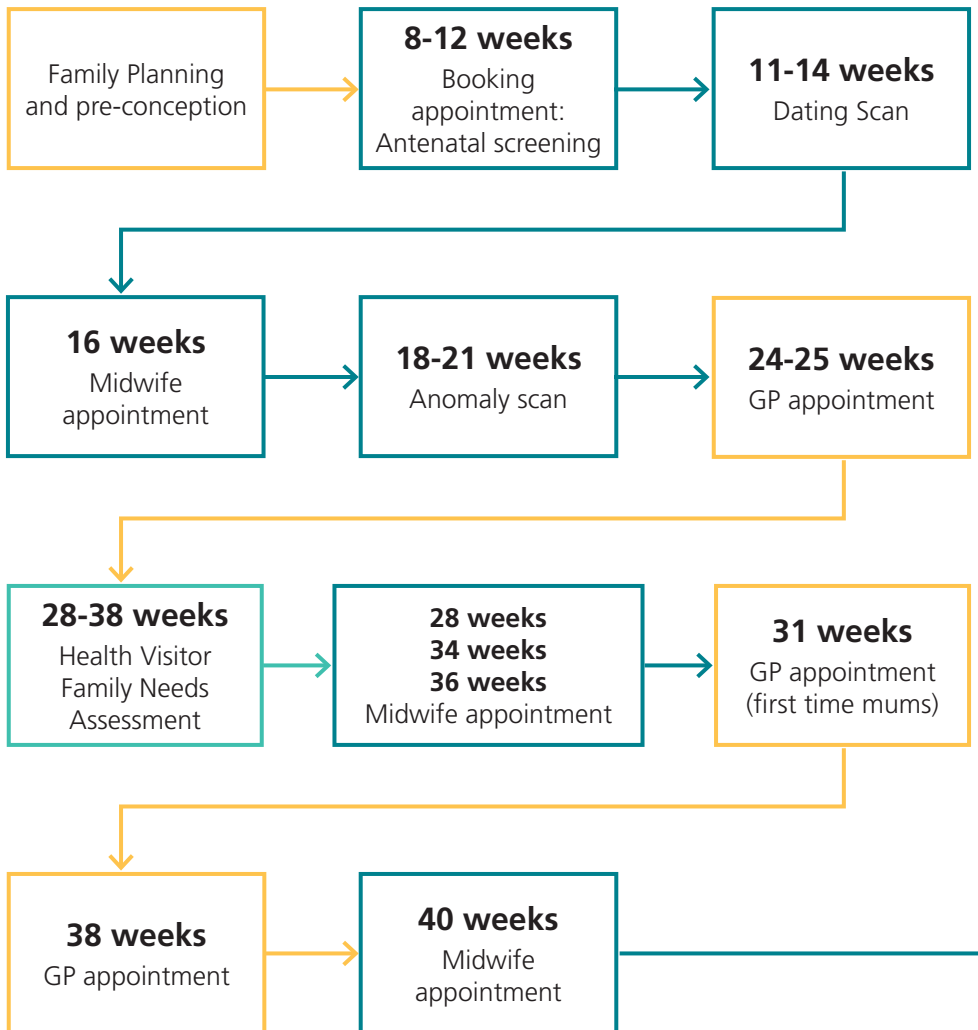 Family Planning
and pre-conception
8-12 weeks
Booking
appointment:
Antenatal screening
11-14 weeks
Dating Scan
16 weeks
Midwife
appointment
18-21 weeks
Anomaly scan
24-25 weeks
GP appointment
28-38 weeks
Health Visitor
Family Needs
Assessment
28 weeks
34 weeks
36 weeks
Midwife appointment
31 weeks
GP appointment
(first time mums)
38 weeks
GP appointment
40 weeks
Midwife
appointment